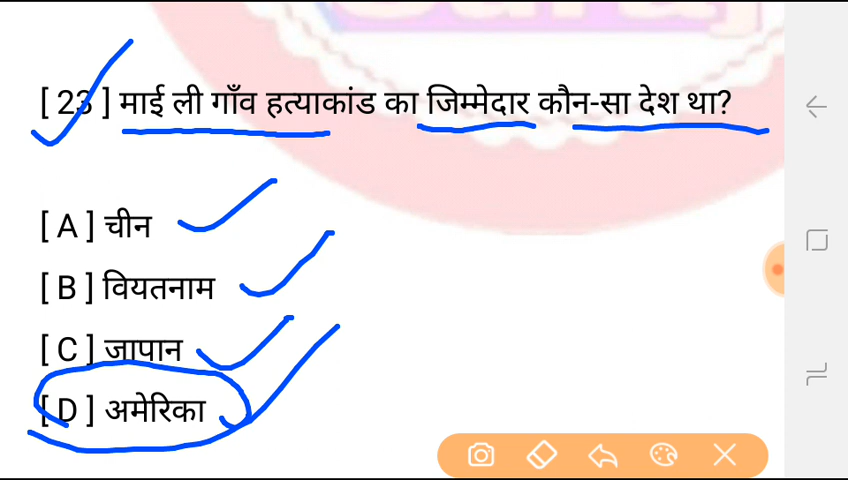 [ 23 ] माई ली गाँव हत्याकांड का जिम्मेदार कौन-सा देश था?
[ A ] चीन
[ B ] वियतनाम
[ C ] जापान
[ D ] अमेरिका